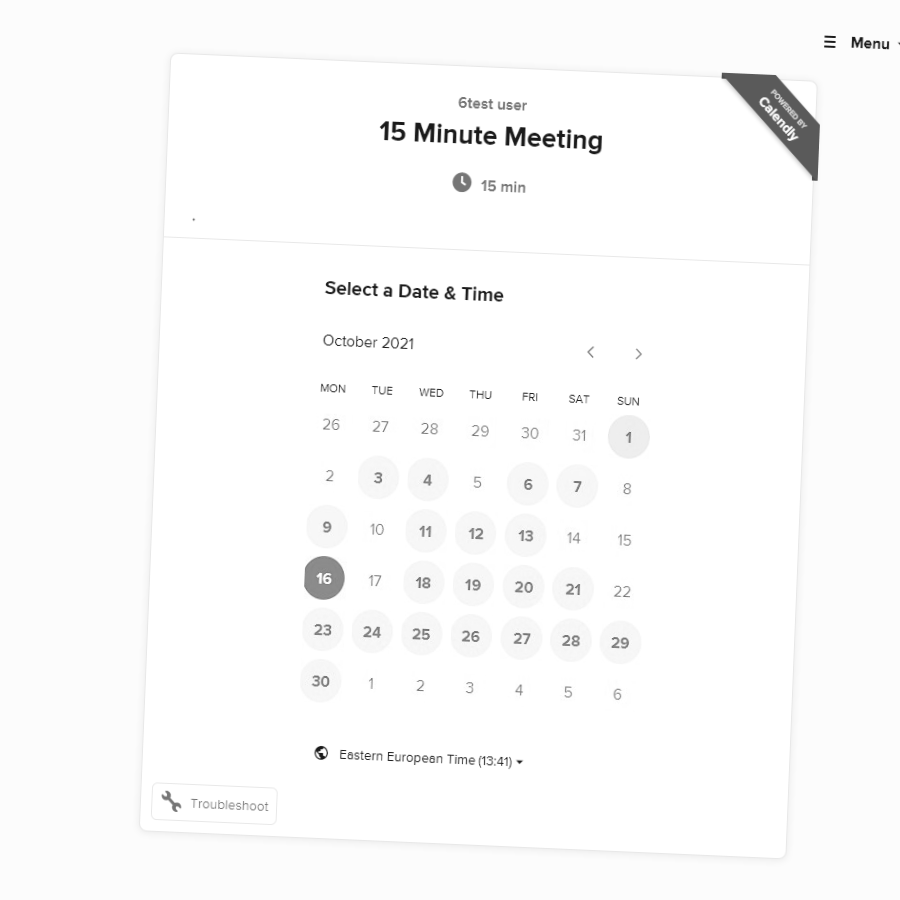 Menu
POWERED BY
Calendly
6test user
15 Minute Meeting
15 min
.
Select a Date & Time
October 2021
MON TUE WED THU FRI SAT SUN
26 27 28 29 30 31 1
2 3 4 5 6 7 8
9 10 11 12 13 14 15
16 17 18 19 20 21 22
23 24 25 26 27 28 29
30 1 2 3 4 5 6
Eastern European Time (13:41)
Troubleshoot